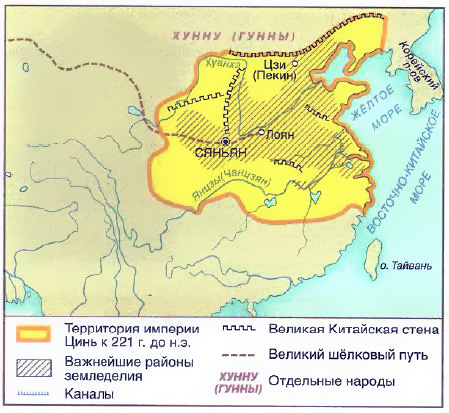 ХУННУ (ГУННЫ)
Хуанхэ
Цзи
(Пекин)
Корейский
п-ов
ЖЁЛТОЕ
МОРЕ
Лоян
СЯНЬЯН
Янцзы (Чанцзян)
ВОСТОЧНО-КИТАЙСКОЕ
МОРЕ
о. Тайвань
Территория империи
Цинь к 221 г. до н.э.
Важнейшие районы
земледелия
Каналы
Великая Китайская стена
Великий шёлковый путь
ХУННУ
(ГУННЫ)
Отдельные народы